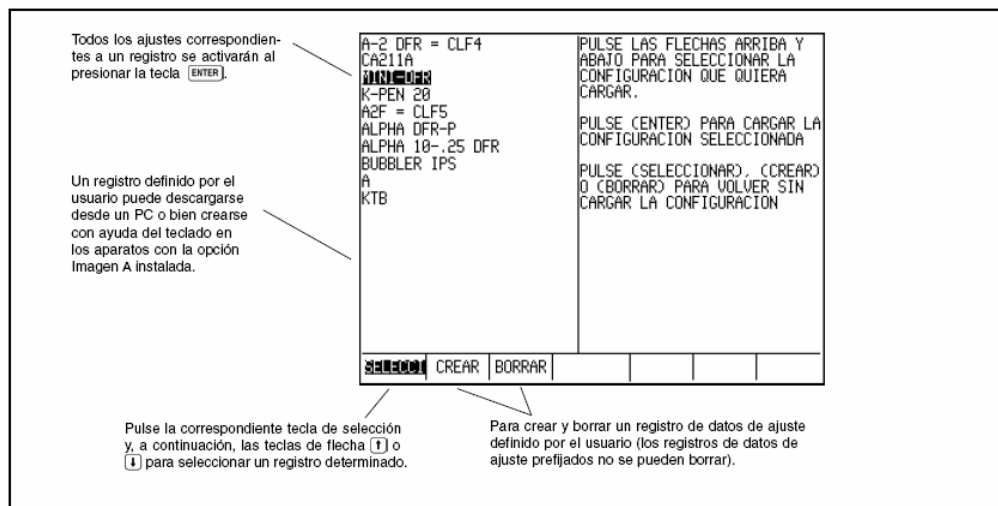 Todos los ajustes correspondien-
tes a un registro se activarán al
presionar la tecla ENTER.
Un registro definido por el
usuario puede descargarse
desde un PC o bien crearse
con ayuda del teclado en
los aparatos con la opción
Imagen A instalada.
A-2 DFR = CLF4
CA211A
MINI-DFR
K-PEN 20
A2F = CLF5
ALPHA DFR-P
ALPHA 10-.25 DFR
BUBBLER IPS
A
KTB
PULSE LAS FLECHAS ARRIBA Y
ABAJO PARA SELECCIONAR LA
CONFIGURACION QUE QUIERA
CARGAR.
PULSE (ENTER) PARA CARGAR LA
CONFIGURACION SELECCIONADA
PULSE (SELECCIONAR), (CREAR)
O (BORRAR) PARA VOLVER SIN
CARGAR LA CONFIGURACION
SELECCI CREAR BORRAR
Pulse la correspondiente tecla de selección
y, a continuación, las teclas de flecha ↑ o
↓ para seleccionar un registro determinado.
Para crear y borrar un registro de datos de ajuste
definido por el usuario (los registros de datos de
ajuste prefijados no se pueden borrar).